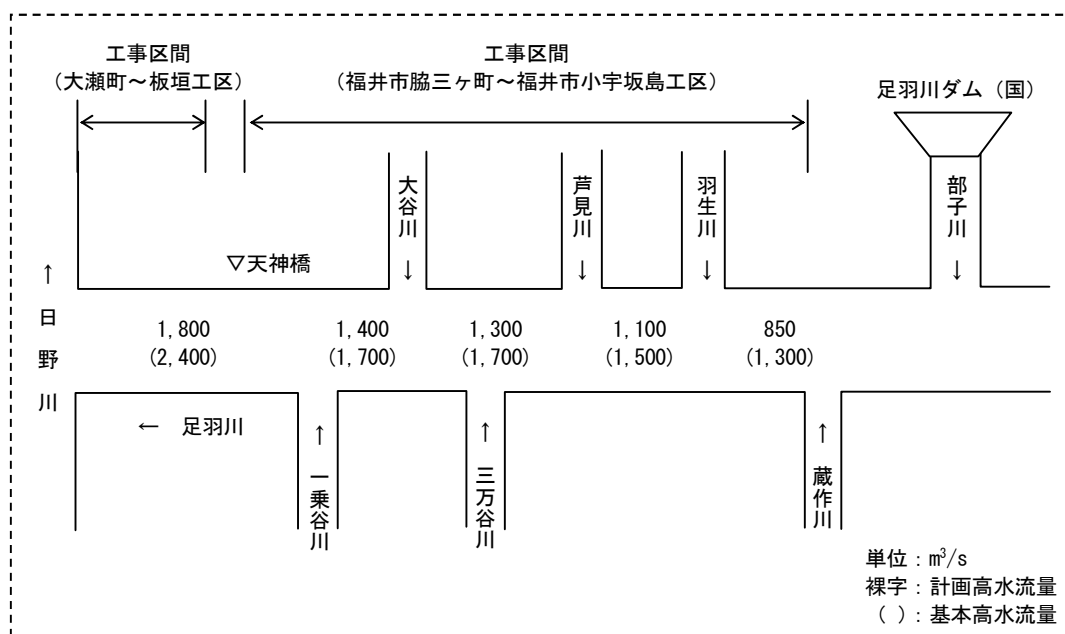 工事区間
(大瀬町～板垣工区)
工事区間
(福井市脇三ヶ町～福井市小宇坂島工区)
足羽川ダム(国)
大谷川
↓
芦見川
↓
羽生川
↓
部子川
↓
▽天神橋
↑
日野川
1,800
(2,400)
1,400
(1,700)
1,300
(1,700)
1,100
(1,500)
850
(1,300)
← 足羽川
↑
一乗谷川
↑
三万谷川
↑
蔵作川
単位：m³/s
裸字：計画高水流量
( )：基本高水流量